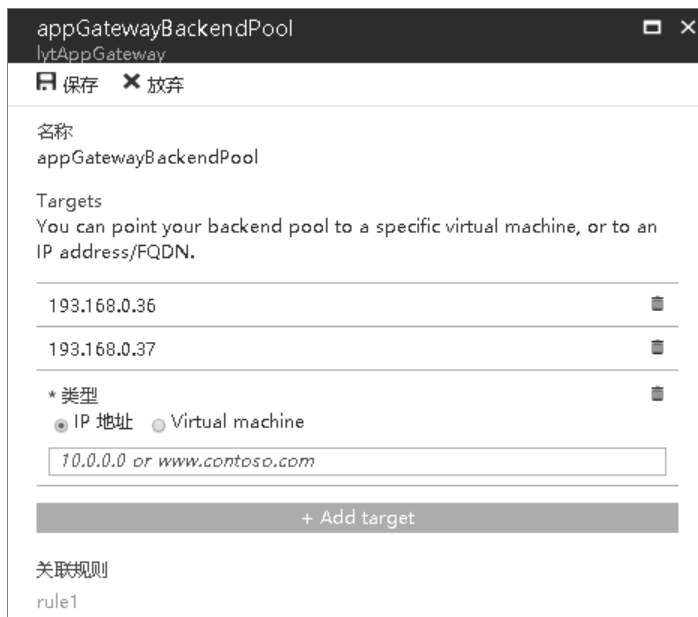 appGatewayBackendPool
lytAppGateway
保存 放弃
名称
appGatewayBackendPool
Targets
You can point your backend pool to a specific virtual machine, or to an
IP address/FQDN.
193.168.0.36
193.168.0.37
* 类型
IP 地址 Virtual machine
10.0.0.0 or www.contoso.com
+ Add target
关联规则
rule1